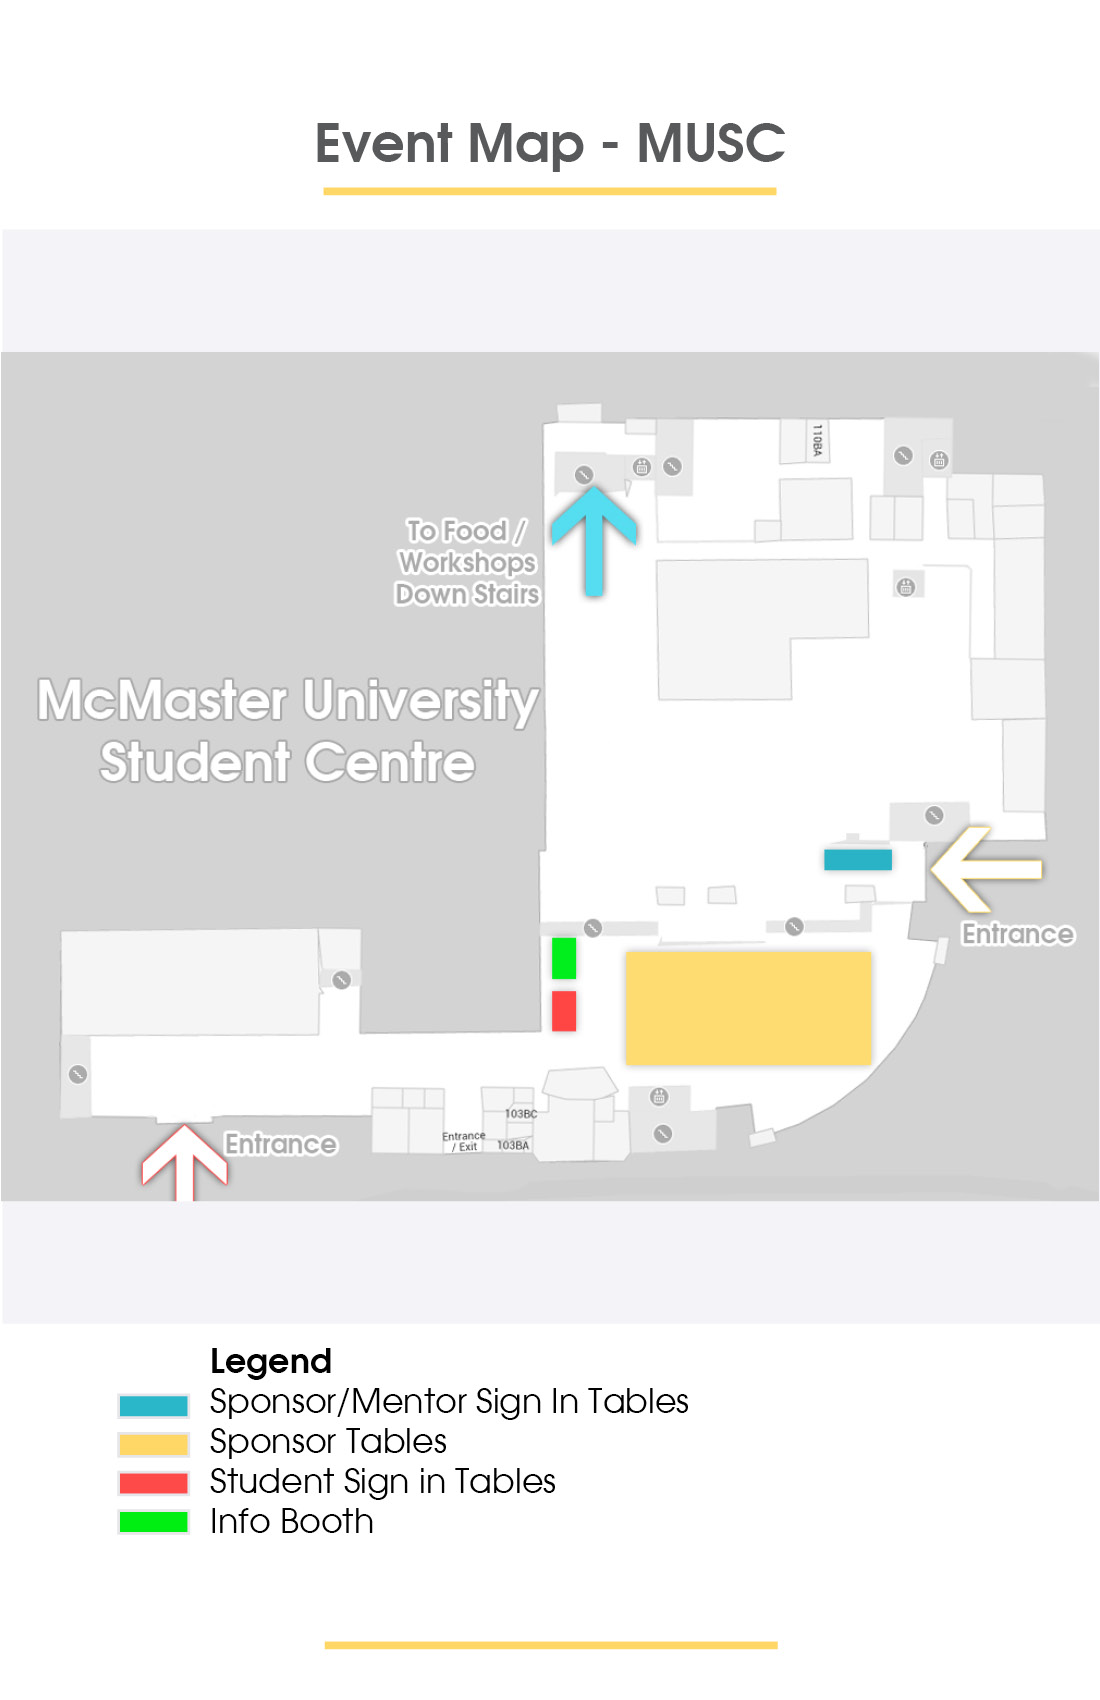 Event Map - MUSC
110BA
To Food /
Workshops
Down Stairs
McMaster University
Student Centre
Entrance
103BC
Entrance
/ Exit
103BA
Entrance
Legend
Sponsor/Mentor Sign In Tables
Sponsor Tables
Student Sign in Tables
Info Booth